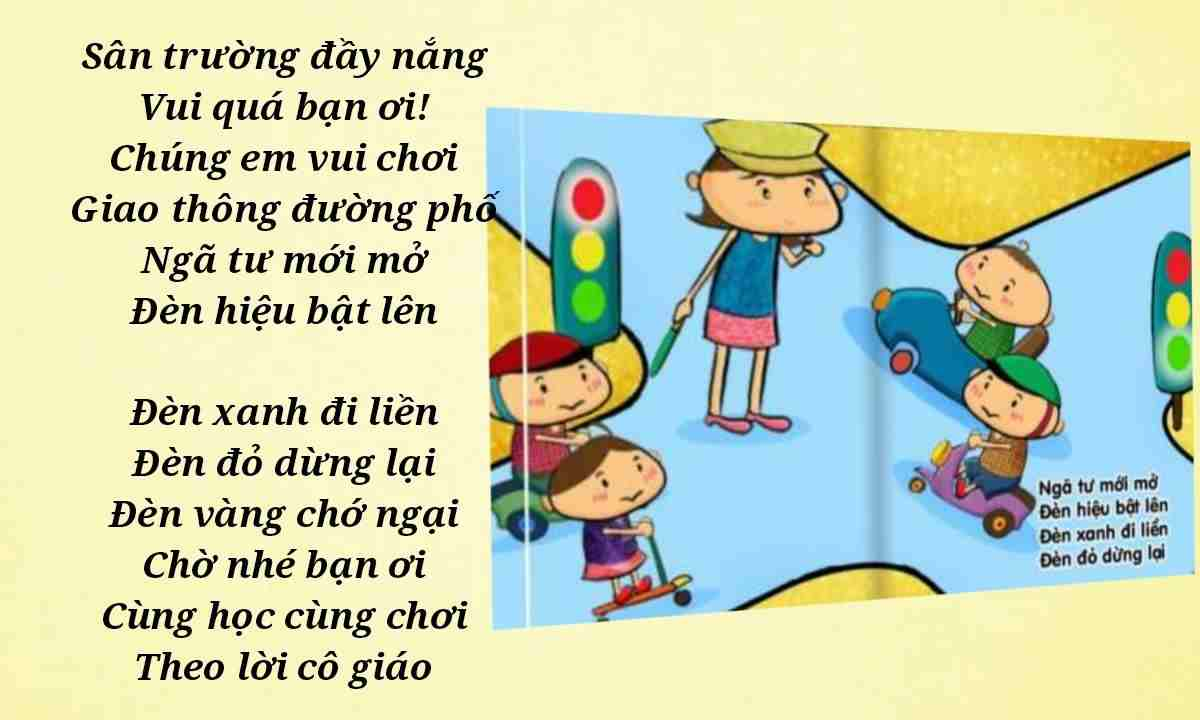 Sân trường đầy nắng
Vui quá bạn ơi!
Chúng em vui chơi
Giao thông đường phố
Ngã tư mới mở
Đèn hiệu bật lên
Đèn xanh đi liền
Đèn đỏ dừng lại
Đèn vàng chớ ngại
Chờ nhé bạn ơi
Cùng học cùng chơi
Theo lời cô giáo
Ngã tư mới mở
Đèn hiệu bật lên
Đèn xanh đi liền
Đèn đỏ dừng lại